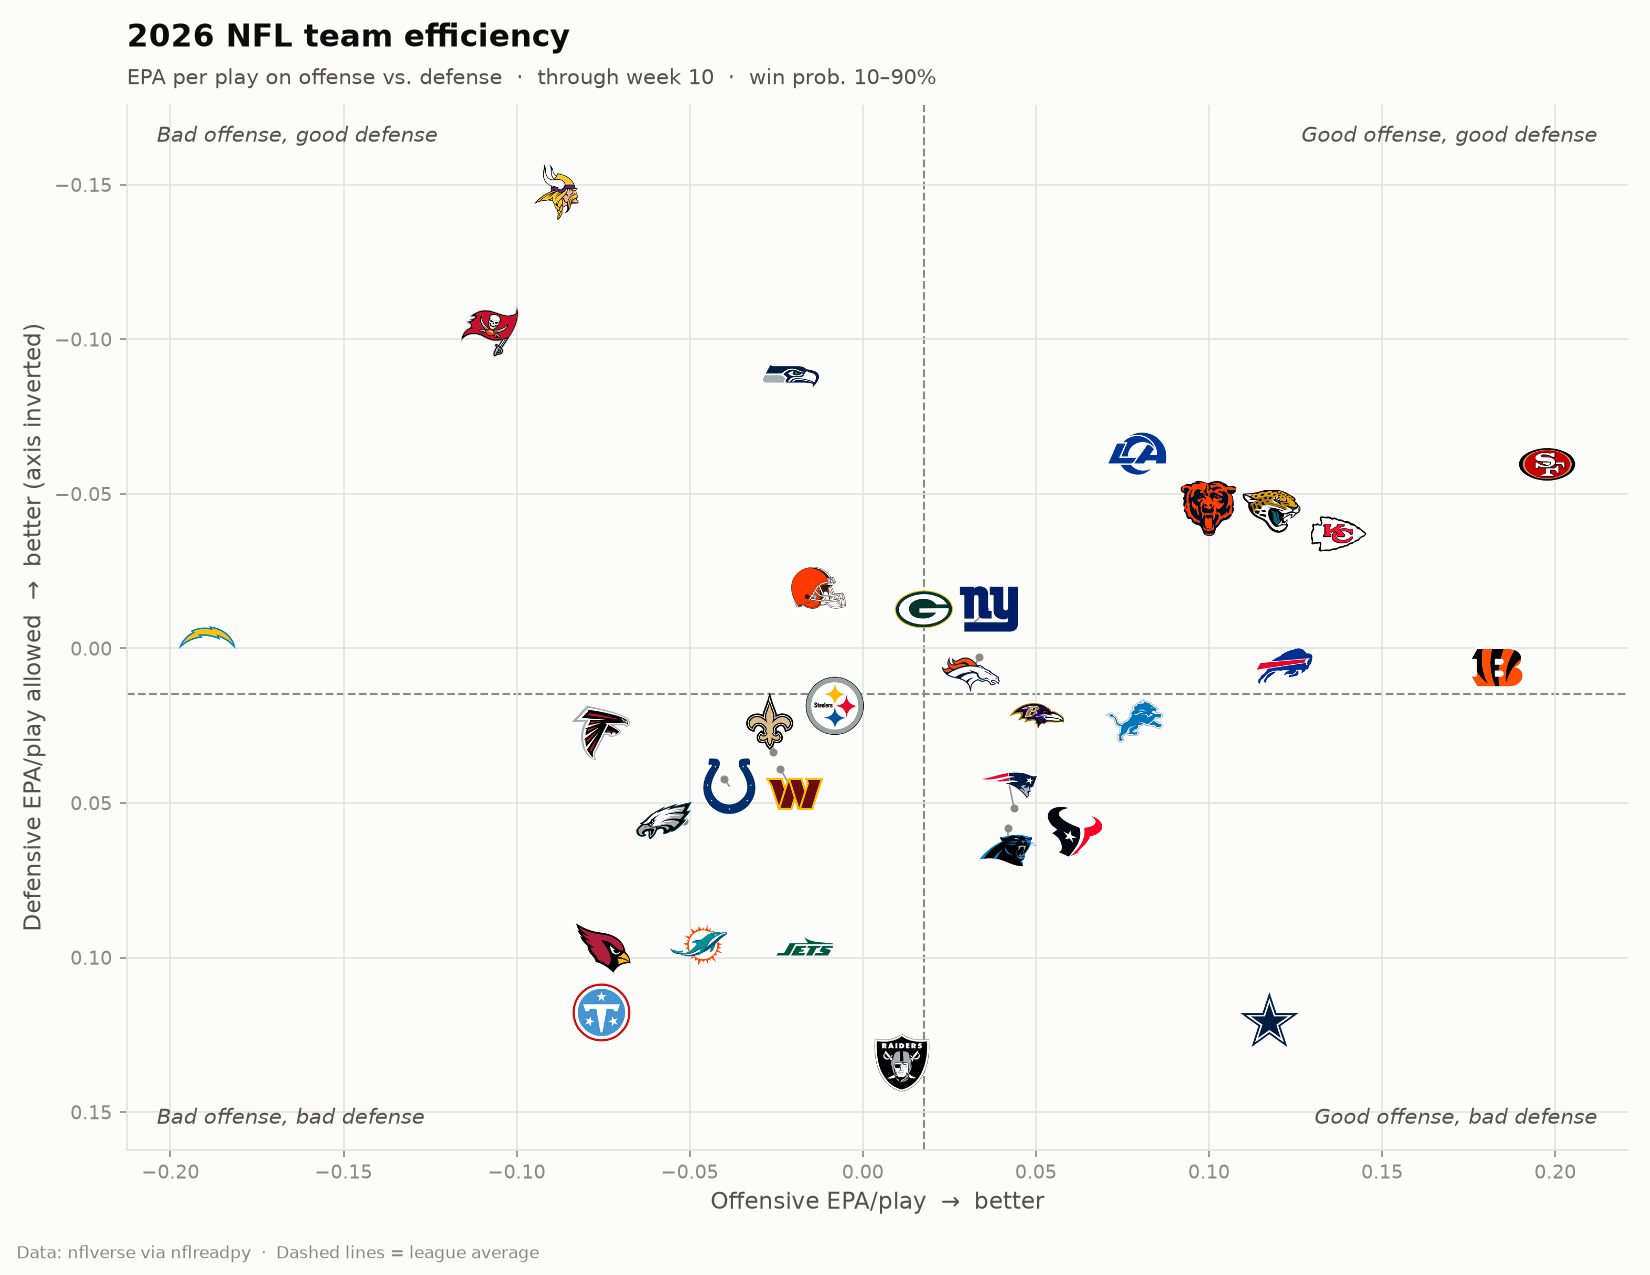 2026 NFL team efficiency
EPA per play on offense vs. defense · through week 10 · win prob. 10–90%
Bad offense, good defense
Good offense, good defense
−0.15
−0.10
−0.05
0.00
0.05
0.10
0.15
Defensive EPA/play allowed → better (axis inverted)
LA
SF
KC
G
ny
B
B
Steelers
W
JETS
T
RAIDERS
Bad offense, bad defense
Good offense, bad defense
−0.20
−0.15
−0.10
−0.05
0.00
0.05
0.10
0.15
0.20
Offensive EPA/play → better
Data: nflverse via nflreadpy · Dashed lines = league average